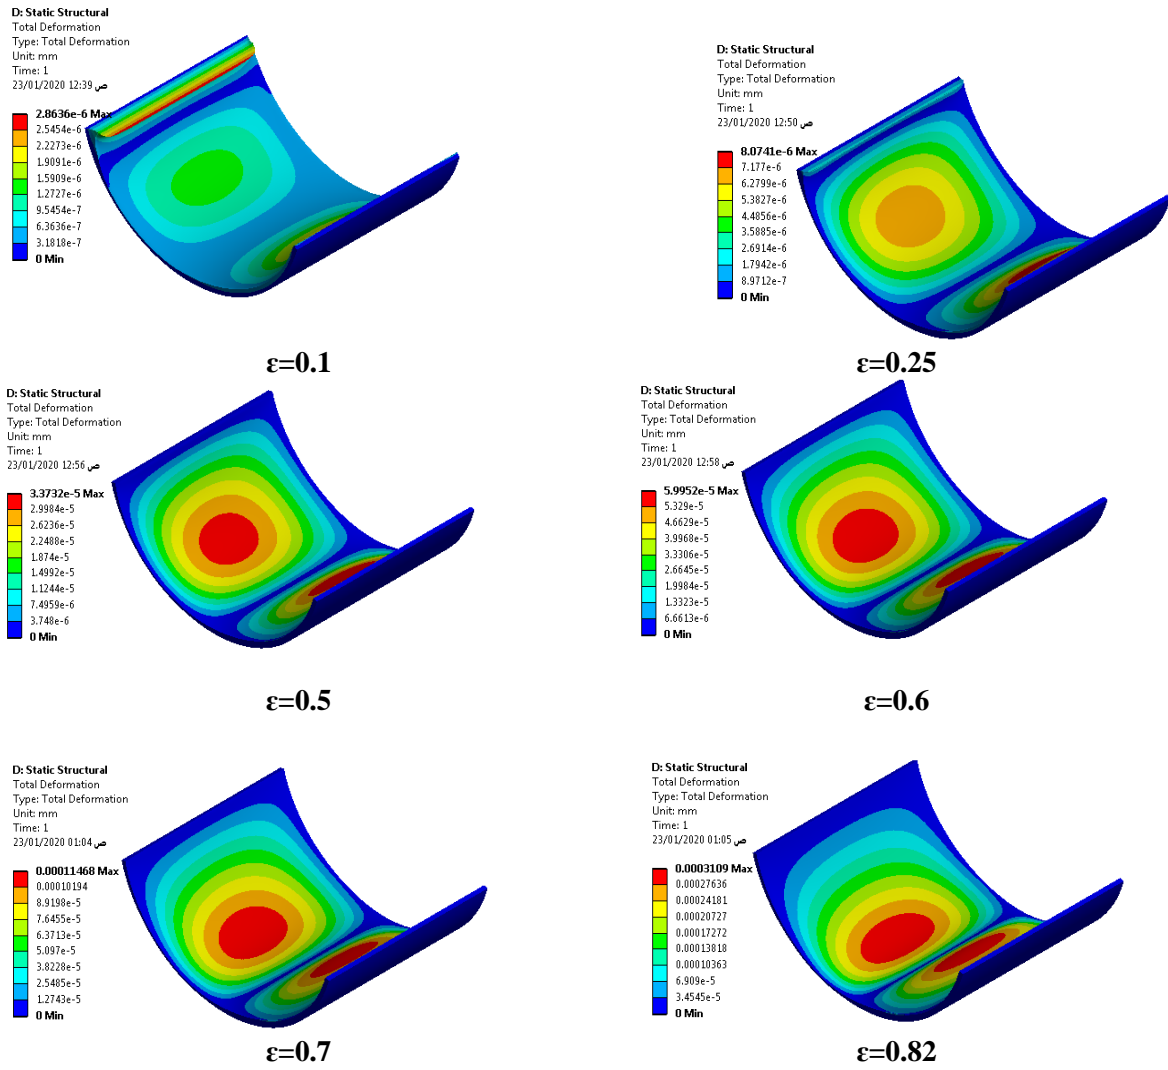 D: Static Structural
Total Deformation
Type: Total Deformation
Unit: mm
Time: 1
23/01/2020 12:39 ص
2.8636e-6 Max
2.5454e-6
2.2273e-6
1.9091e-6
1.5909e-6
1.2727e-6
9.5454e-7
6.3636e-7
3.1818e-7
0 Min
ε=0.1
D: Static Structural
Total Deformation
Type: Total Deformation
Unit: mm
Time: 1
23/01/2020 12:50 ص
8.0741e-6 Max
7.177e-6
6.2799e-6
5.3827e-6
4.4856e-6
3.5885e-6
2.6914e-6
1.7942e-6
8.9712e-7
0 Min
ε=0.25
D: Static Structural
Total Deformation
Type: Total Deformation
Unit: mm
Time: 1
23/01/2020 12:56 ص
3.3732e-5 Max
2.9984e-5
2.6236e-5
2.2488e-5
1.874e-5
1.4992e-5
1.1244e-5
7.4959e-6
3.748e-6
0 Min
ε=0.5
D: Static Structural
Total Deformation
Type: Total Deformation
Unit: mm
Time: 1
23/01/2020 12:58 ص
5.9952e-5 Max
5.329e-5
4.6629e-5
3.9968e-5
3.3306e-5
2.6645e-5
1.9984e-5
1.3323e-5
6.6613e-6
0 Min
ε=0.6
D: Static Structural
Total Deformation
Type: Total Deformation
Unit: mm
Time: 1
23/01/2020 01:04 ص
0.00011468 Max
0.00010194
8.9198e-5
7.6455e-5
6.3713e-5
5.097e-5
3.8228e-5
2.5485e-5
1.2743e-5
0 Min
ε=0.7
D: Static Structural
Total Deformation
Type: Total Deformation
Unit: mm
Time: 1
23/01/2020 01:05 ص
0.0003109 Max
0.00027636
0.00024181
0.00020727
0.00017272
0.00013818
0.00010363
6.909e-5
3.4545e-5
0 Min
ε=0.82